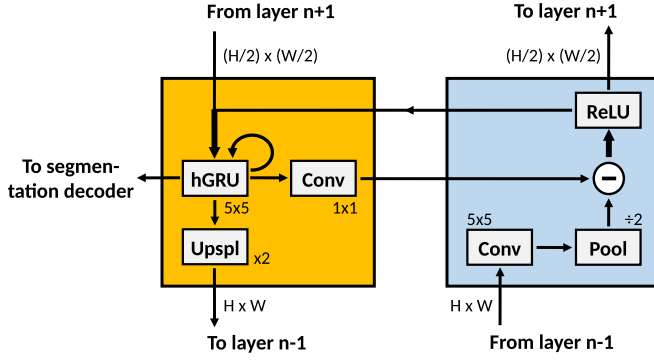 From layer n+1
To layer n+1
(H/2) x (W/2)
(H/2) x (W/2)
ReLU
To segmen-
tation decoder
hGRU
Conv
−
5x5
1x1
5x5
÷2
Upspl
x2
Conv
Pool
H x W
H x W
To layer n-1
From layer n-1